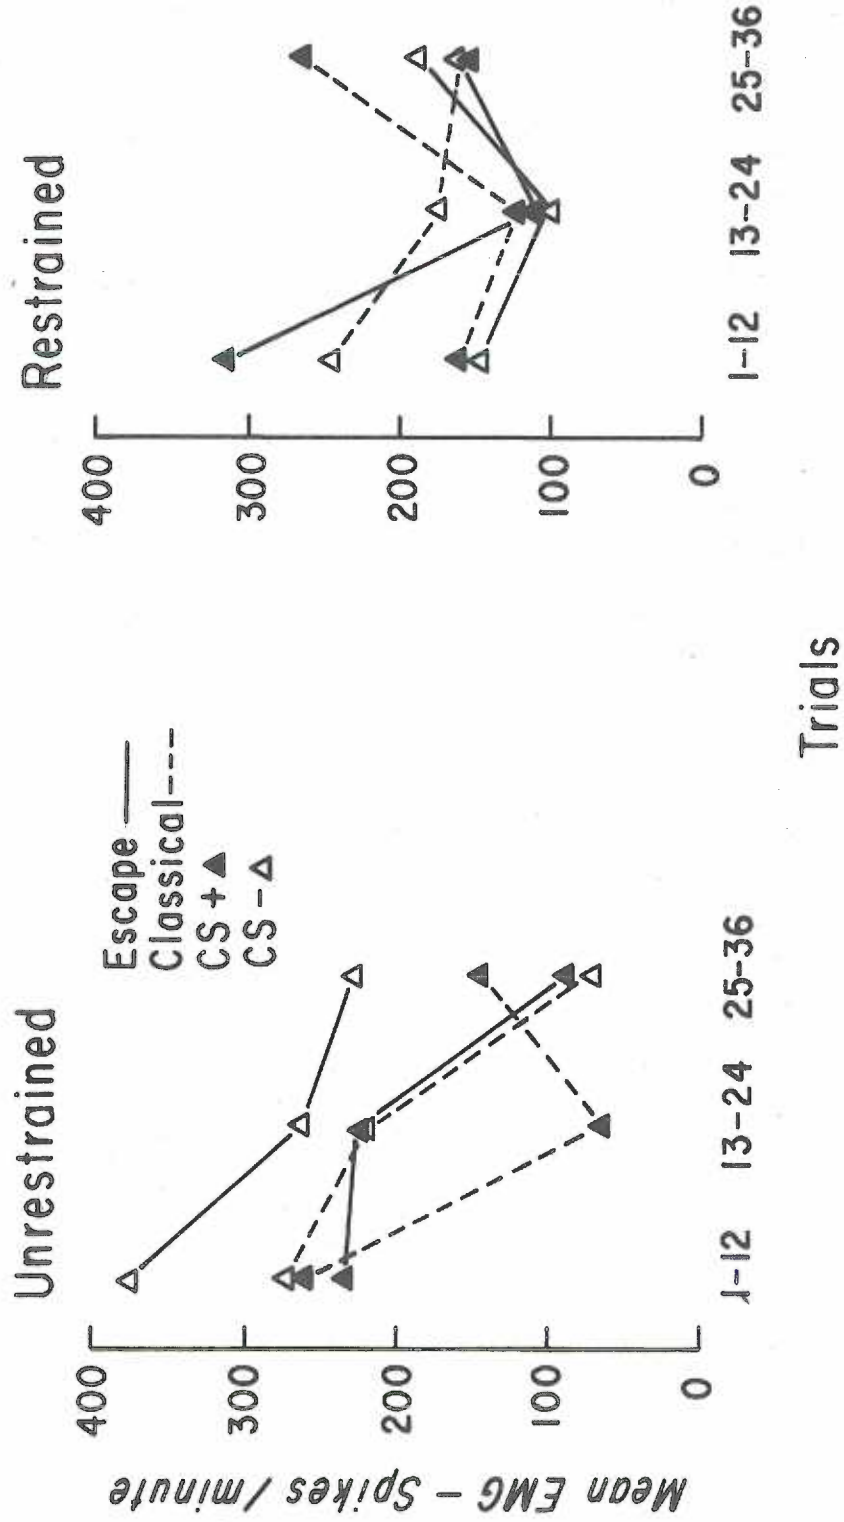 Unrestrained
Restrained
Escape —
Classical ---
CS + ▲
CS - △
400
300
200
100
0
400
300
200
100
0
1-12 13-24 25-36
1-12 13-24 25-36
Mean EMG - Spikes / minute
Trials